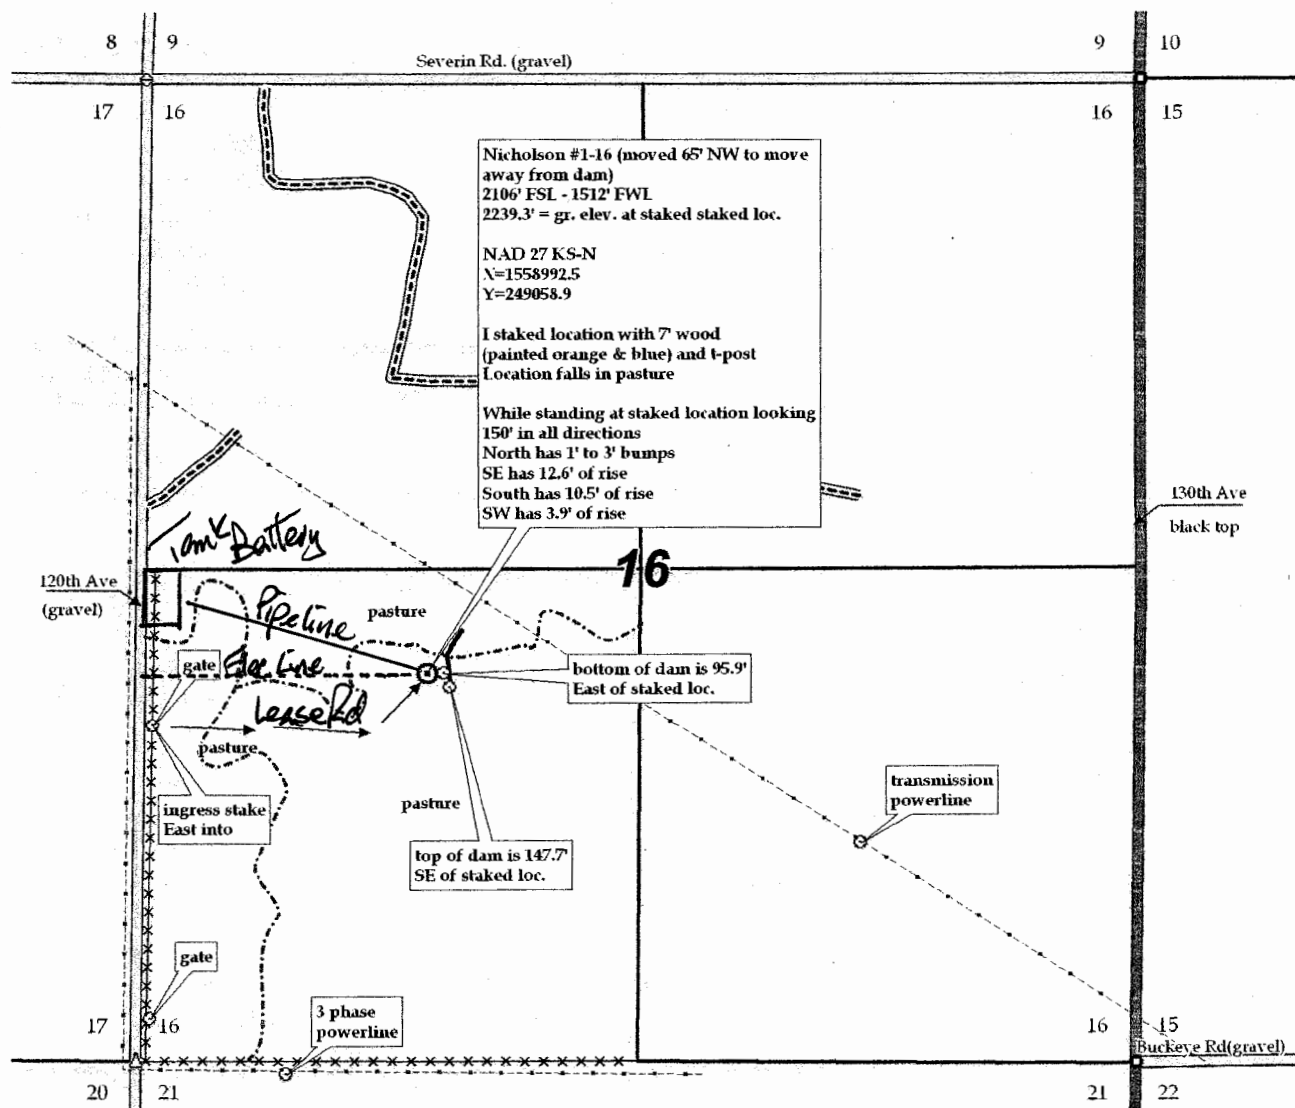 8 9
9 10
Severin Rd. (gravel)
17 16
16 15
Nicholson #1-16 (moved 65' NW to move
away from dam)
2106' FSL - 1512' FWL
2239.3' = gr. elev. at staked staked loc.
NAD 27 KS-N
X=1558992.5
Y=249058.9
I staked location with 7' wood
(painted orange & blue) and t-post
Location falls in pasture
While standing at staked location looking
150' in all directions
North has 1' to 3' bumps
SE has 12.6' of rise
South has 10.5' of rise
SW has 3.9' of rise
130th Ave
black top
Tank Battery
16
120th Ave
(gravel)
Pipeline
pasture
gate
Elec Line
bottom of dam is 95.9'
East of staked loc.
Lease Rd
pasture
ingress stake
East into
pasture
transmission
powerline
top of dam is 147.7'
SE of staked loc.
gate
3 phase
powerline
17 16
16 15
Buckeye Rd(gravel)
20 21
21 22